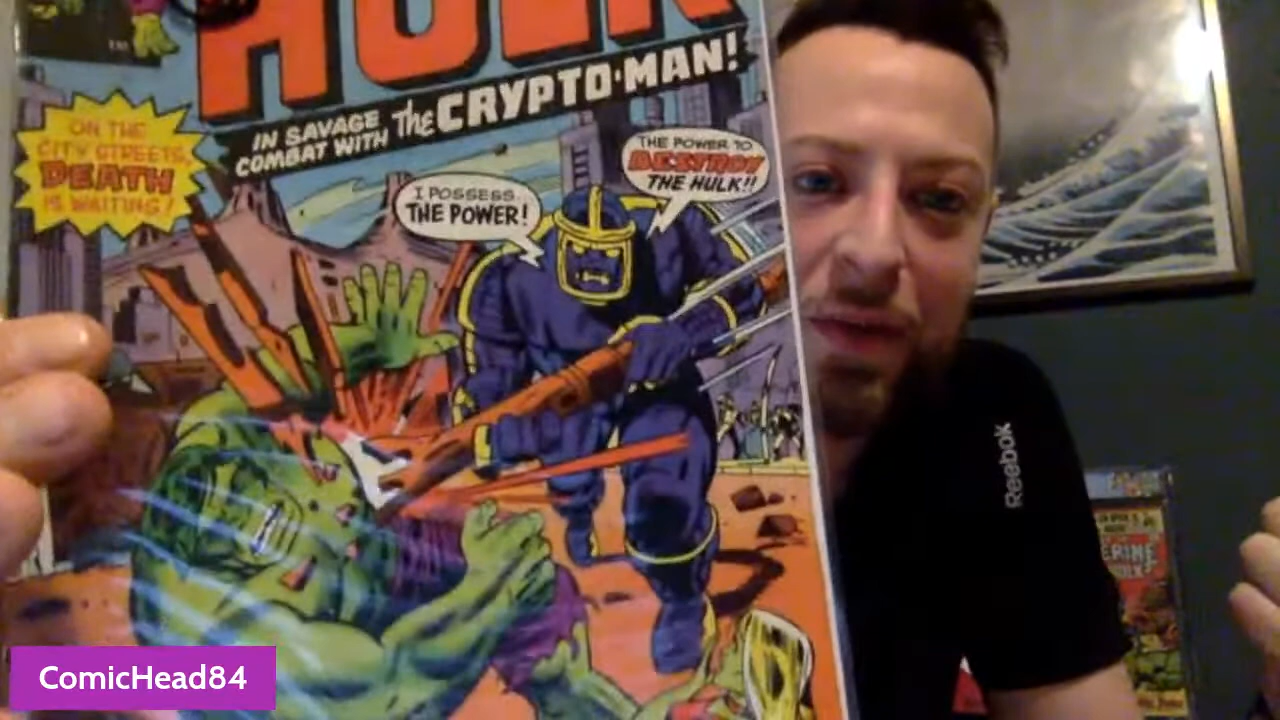 HULK
IN SAVAGE
COMBAT WITH The CRYPTO-MAN!
ON THE
CITY STREETS,
DEATH
IS WAITING!
THE POWER TO
DESTROY
THE HULK!!
I POSSESS
THE POWER!
Reebok
ComicHead84